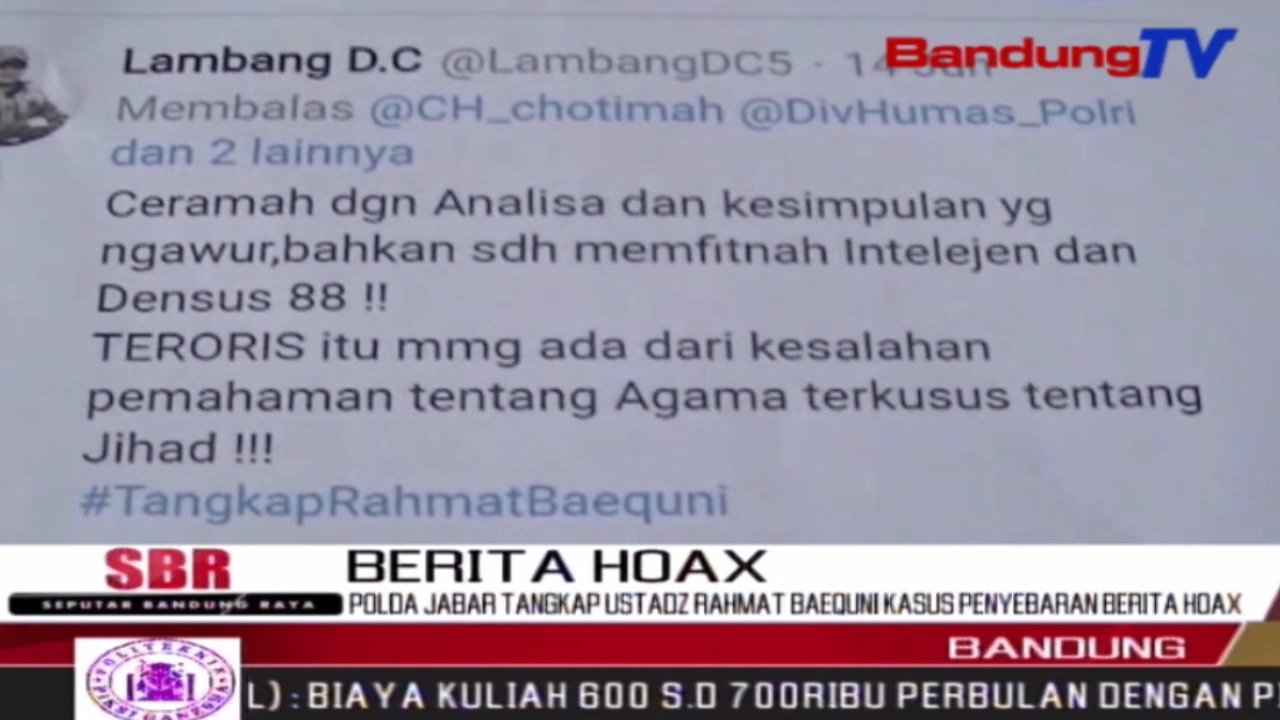 Lambang D.C @LambangDC5 · 14 Jun
BandungTV
Membalas @CH_chotimah @DivHumas_Polri
dan 2 lainnya
Ceramah dgn Analisa dan kesimpulan yg
ngawur,bahkan sdh memfitnah Intelejen dan
Densus 88 !!
TERORIS itu mmg ada dari kesalahan
pemahaman tentang Agama terkusus tentang
Jihad !!!
#TangkapRahmatBaequni
SBR
SEPUTAR BANDUNG RAYA
BERITA HOAX
POLDA JABAR TANGKAP USTADZ RAHMAT BAEQUNI KASUS PENYEBARAN BERITA HOAX
BANDUNG
L) : BIAYA KULIAH 600 S.D 700RIBU PERBULAN DENGAN